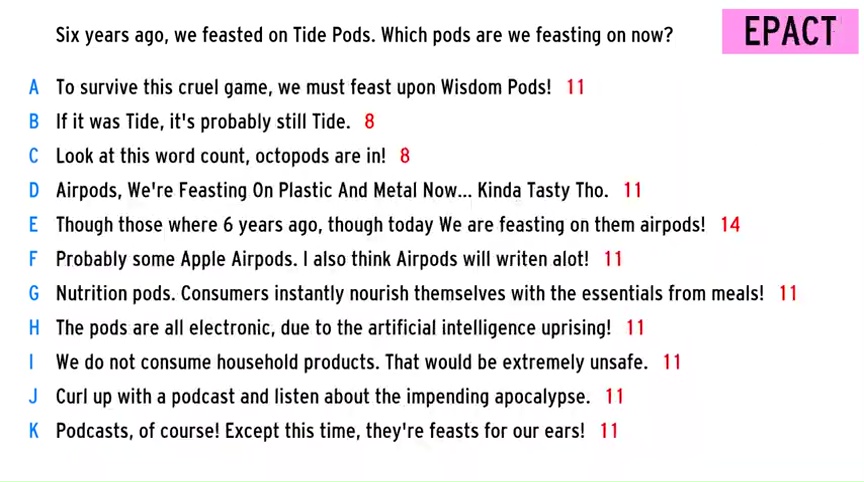 Six years ago, we feasted on Tide Pods. Which pods are we feasting on now?
EPACT
A To survive this cruel game, we must feast upon Wisdom Pods! 11
B If it was Tide, it's probably still Tide. 8
C Look at this word count, octopods are in! 8
D Airpods, We're Feasting On Plastic And Metal Now... Kinda Tasty Tho. 11
E Though those where 6 years ago, though today We are feasting on them airpods! 14
F Probably some Apple Airpods. I also think Airpods will writen alot! 11
G Nutrition pods. Consumers instantly nourish themselves with the essentials from meals! 11
H The pods are all electronic, due to the artificial intelligence uprising! 11
I We do not consume household products. That would be extremely unsafe. 11
J Curl up with a podcast and listen about the impending apocalypse. 11
K Podcasts, of course! Except this time, they're feasts for our ears! 11